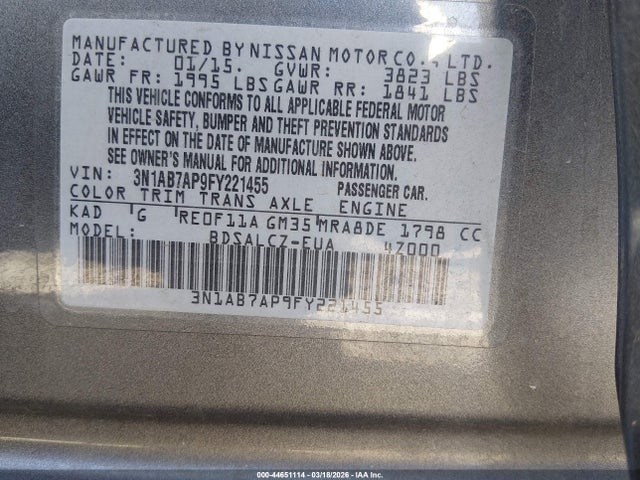 MANUFACTURED BY NISSAN MOTOR CO., LTD.
DATE: 01/15. GVWR: 3823 LBS
GAWR FR: 1995 LBS GAWR RR: 1841 LBS
THIS VEHICLE CONFORMS TO ALL APPLICABLE FEDERAL MOTOR
VEHICLE SAFETY, BUMPER AND THEFT PREVENTION STANDARDS
IN EFFECT ON THE DATE OF MANUFACTURE SHOWN ABOVE.
SEE OWNER'S MANUAL FOR ADDITIONAL INFORMATION
VIN: 3N1AB7AP9FY221455 PASSENGER CAR.
COLOR TRIM TRANS AXLE ENGINE
KAD G RE0F11A GM35 MRA8DE 1798 CC
MODEL: BDSALCZ-EUA 4Z000
3N1AB7AP9FY221455
000-44651114 | 03/18/2026 | IAA Inc.